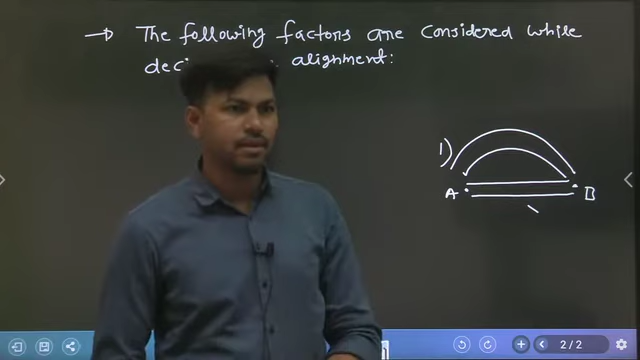 → The following factors are considered while
alignment:
1)
A B
2/2